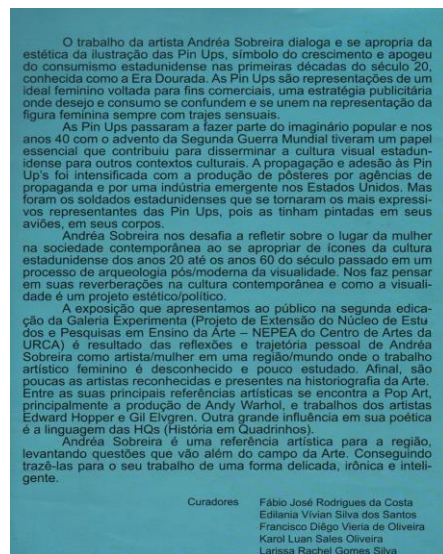 O trabalho da artista Andréa Sobreira dialoga e se apropria da
estética da ilustração das Pin Ups, símbolo do crescimento e apogeu
do consumismo estadunidense nas primeiras décadas do século 20,
conhecida como a Era Dourada. As Pin Ups são representações de um
ideal feminino voltada para fins comerciais, uma estratégia publicitária
onde desejo e consumo se confundem e se unem na representação da
figura feminina sempre com trajes sensuais.
As Pin Ups passaram a fazer parte do imaginário popular e nos
anos 40 com o advento da Segunda Guerra Mundial tiveram um papel
essencial que contribuiu para disseminar a cultura visual estadun-
idense para outros contextos culturais. A propagação e adesão às Pin
Up's foi intensificada com a produção de pôsteres por agências de
propaganda e por uma indústria emergente nos Estados Unidos. Mas
foram os soldados estadunidenses que se tornaram os mais expressi-
vos representantes das Pin Ups, pois as tinham pintadas em seus
aviões, em seus corpos.
Andréa Sobreira nos desafia a refletir sobre o lugar da mulher
na sociedade contemporânea ao se apropriar de ícones da cultura
estadunidense dos anos 20 até os anos 60 do século passado em um
processo de arqueologia pós/moderna da visualidade. Nos faz pensar
em suas reverberações na cultura contemporânea e como a visuali-
dade é um projeto estético/político.
A exposição que apresentamos ao público na segunda edica-
ção da Galeria Experimenta (Projeto de Extensão do Núcleo de Estu
dos e Pesquisas em Ensino da Arte – NEPEA do Centro de Artes da
URCA) é resultado das reflexões e trajetória pessoal de Andréa
Sobreira como artista/mulher em uma região/mundo onde o trabalho
artístico feminino é desconhecido e pouco estudado. Afinal, são
poucas as artistas reconhecidas e presentes na historiografia da Arte.
Entre as suas principais referências artísticas se encontra a Pop Art,
principalmente a produção de Andy Warhol, e trabalhos dos artistas
Edward Hopper e Gil Elvgren. Outra grande influência em sua poética
é a linguagem das HQs (História em Quadrinhos).
Andréa Sobreira é uma referência artística para a região,
levantando questões que vão além do campo da Arte. Conseguindo
trazê-las para o seu trabalho de uma forma delicada, irônica e inteli-
gente.
Curadores Fábio José Rodrigues da Costa
Edilania Vívian Silva dos Santos
Francisco Diêgo Vieria de Oliveira
Karol Luan Sales Oliveira
Larissa Rachel Gomes Silva